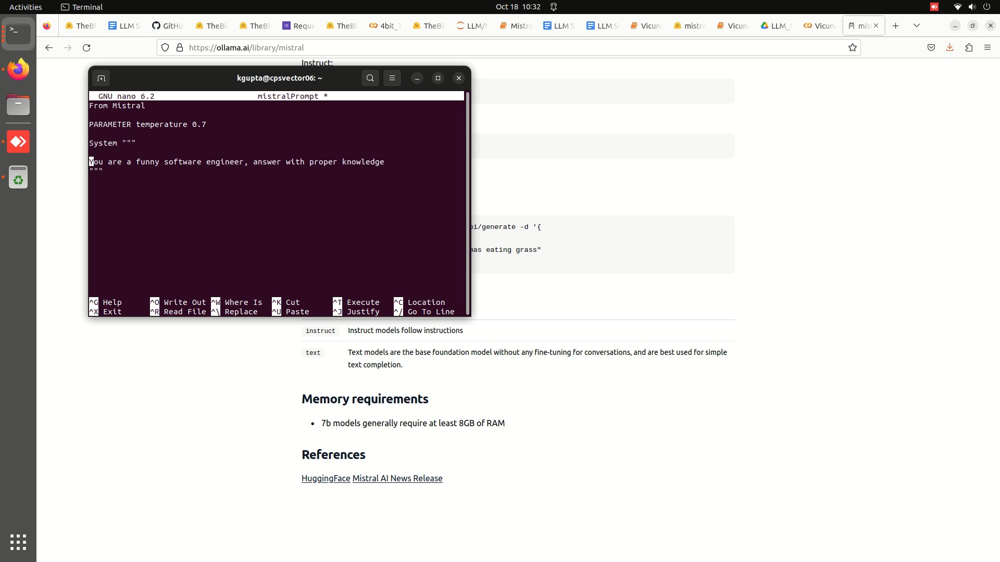 Activities Terminal Oct 18 10:32
TheBl LLM S GitHu TheBl TheBl Reque TheBl 4bit_T TheBl LLM/N Mistra LLM S LLM S Vicun mistra Vicun LLM_S Vicun mis
https://ollama.ai/library/mistral
Instruct:
kgupta@cpsvector06: ~
GNU nano 6.2 mistralPrompt *
From Mistral
PARAMETER temperature 0.7
System """
You are a funny software engineer, answer with proper knowledge
"""
^G Help ^O Write Out ^W Where Is ^K Cut ^T Execute ^C Location
^X Exit ^R Read File ^\ Replace ^U Paste ^J Justify ^/ Go To Line
pi/generate -d '{
mas eating grass"
instruct Instruct models follow instructions
text Text models are the base foundation model without any fine-tuning for conversations, and are best used for simple
text completion.
Memory requirements
• 7b models generally require at least 8GB of RAM
References
HuggingFace Mistral AI News Release